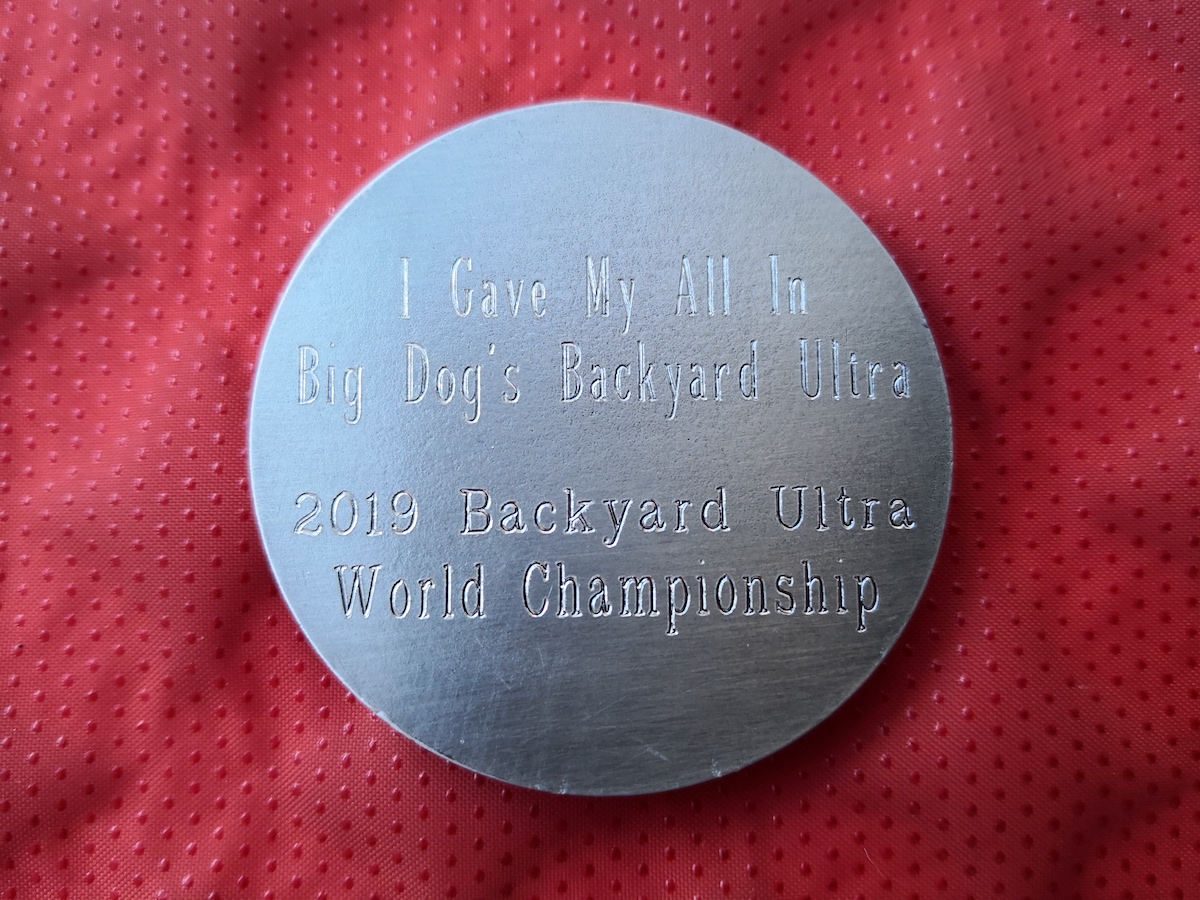 I Gave My All In
Big Dog's Backyard Ultra
2019 Backyard Ultra
World Championship